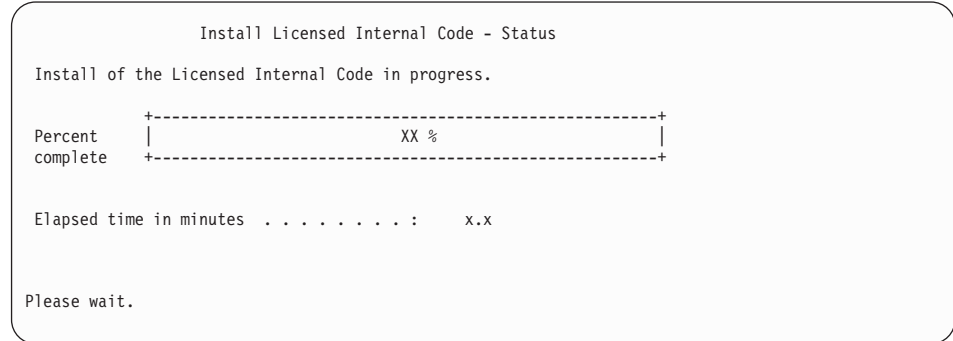 Install Licensed Internal Code - Status
Install of the Licensed Internal Code in progress.
+-------------------------------------------------------+
Percent | XX % |
complete +-------------------------------------------------------+
Elapsed time in minutes . . . . . . . . : x.x
Please wait.